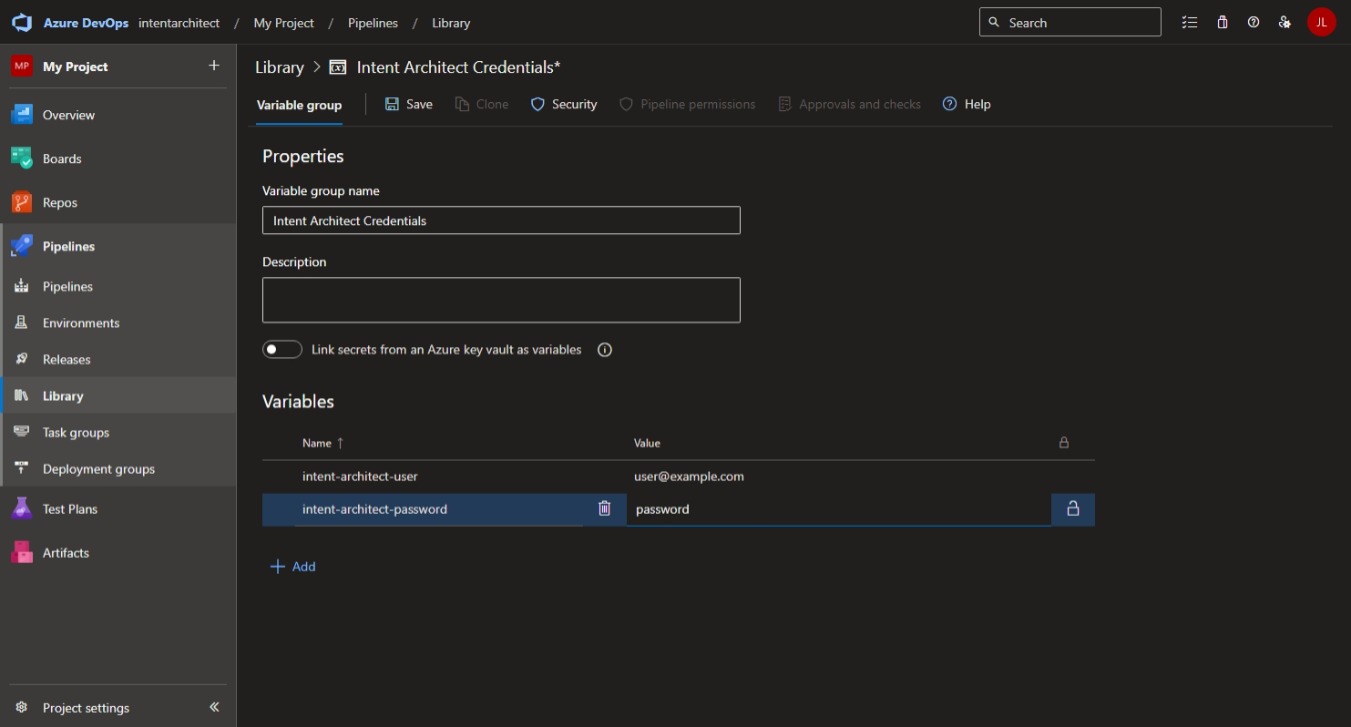 Azure DevOps intentarchitect / My Project / Pipelines / Library
Search
JL
MP My Project
Overview
Boards
Repos
Pipelines
Pipelines
Environments
Releases
Library
Task groups
Deployment groups
Test Plans
Artifacts
Project settings
Library > (x) Intent Architect Credentials*
Variable group | Save Clone Security Pipeline permissions Approvals and checks Help
Properties
Variable group name
Intent Architect Credentials
Description
Link secrets from an Azure key vault as variables
Variables
Name ↑ Value
intent-architect-user user@example.com
intent-architect-password password
+ Add